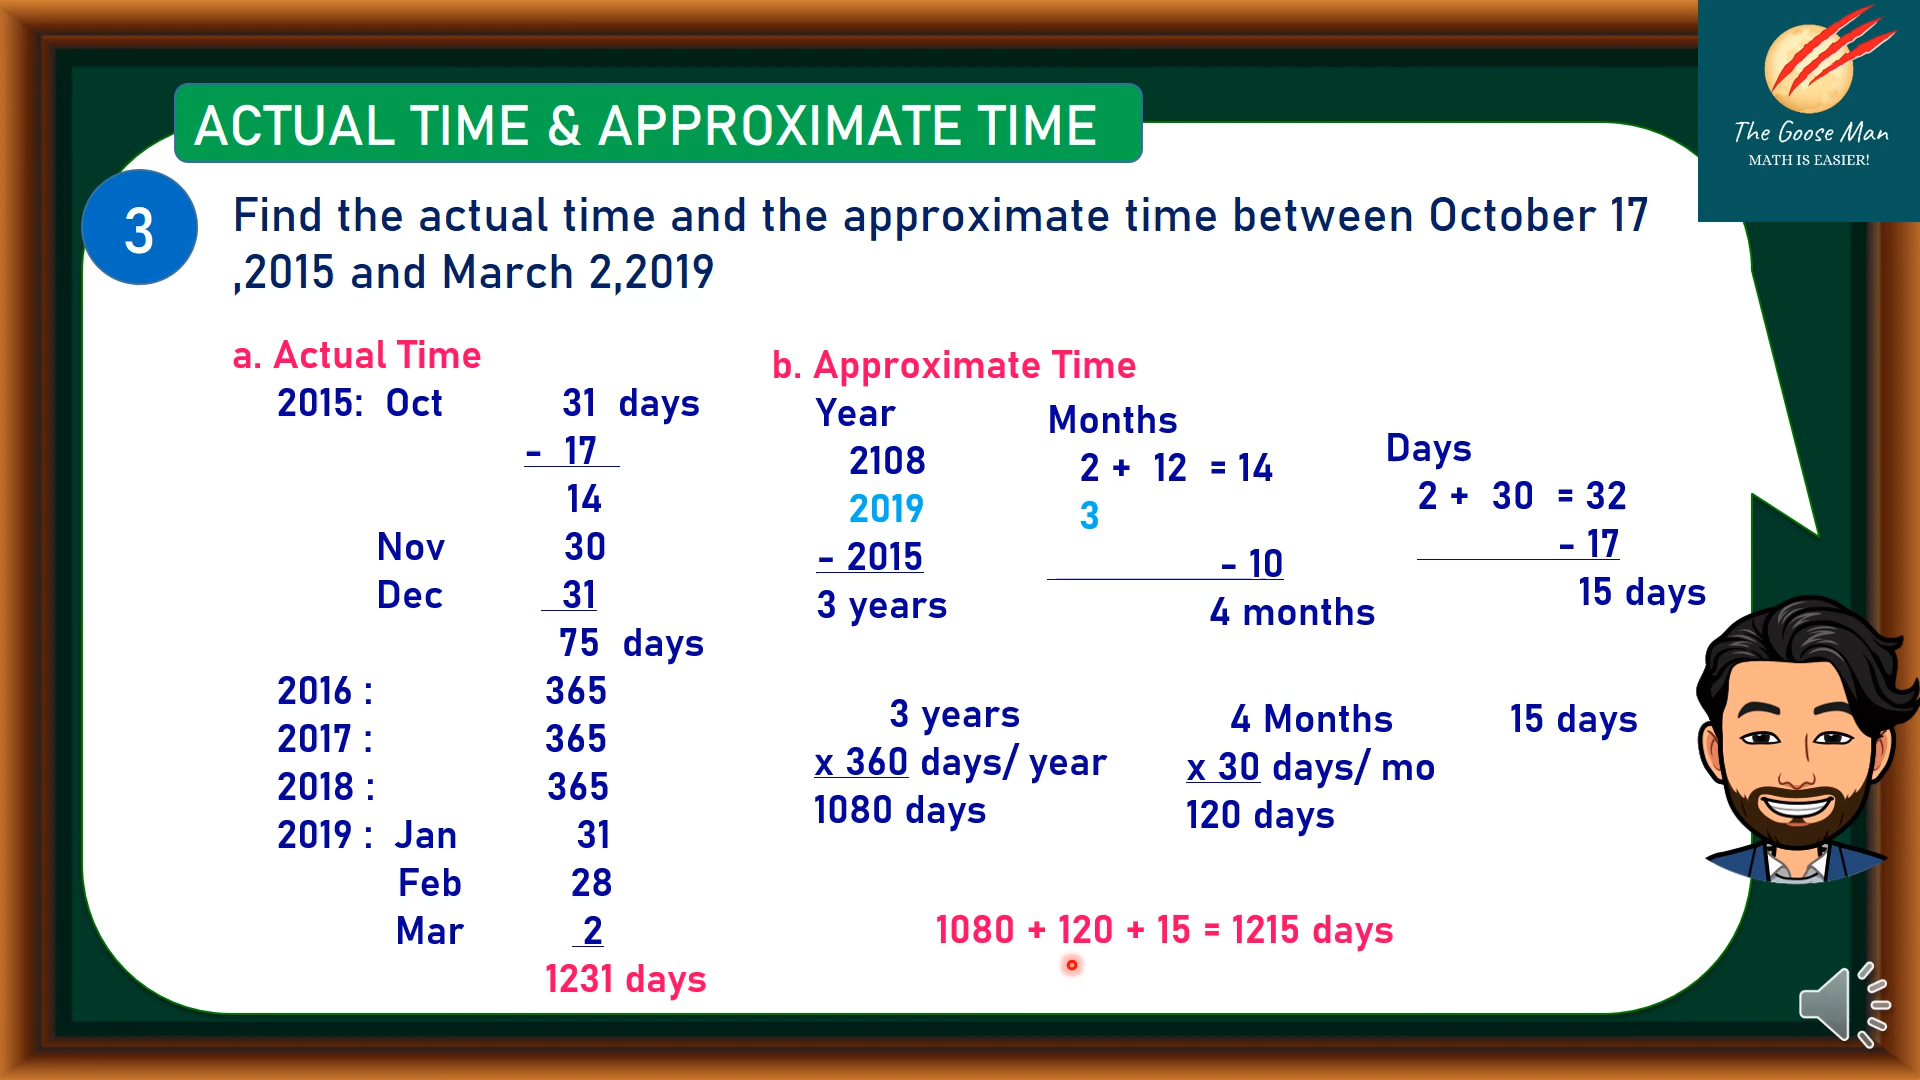 The Goose Man
MATH IS EASIER!
ACTUAL TIME & APPROXIMATE TIME
3
Find the actual time and the approximate time between October 17
,2015 and March 2,2019
a. Actual Time
2015: Oct 31 days
- 17
14
Nov 30
Dec 31
75 days
2016 : 365
2017 : 365
2018 : 365
2019 : Jan 31
Feb 28
Mar 2
1231 days
b. Approximate Time
Year
2108
2019
- 2015
3 years
Months
2 + 12 = 14
3
- 10
4 months
Days
2 + 30 = 32
- 17
15 days
3 years
x 360 days/ year
1080 days
4 Months
x 30 days/ mo
120 days
15 days
1080 + 120 + 15 = 1215 days